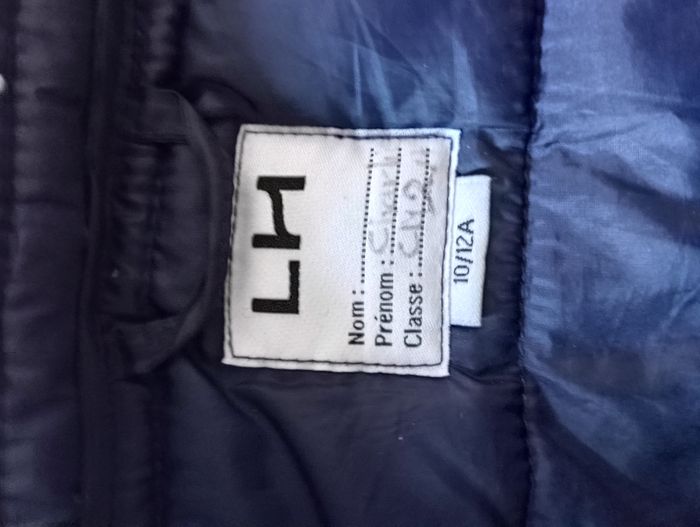 LH
Nom :
Prénom :
Classe :
10/12A